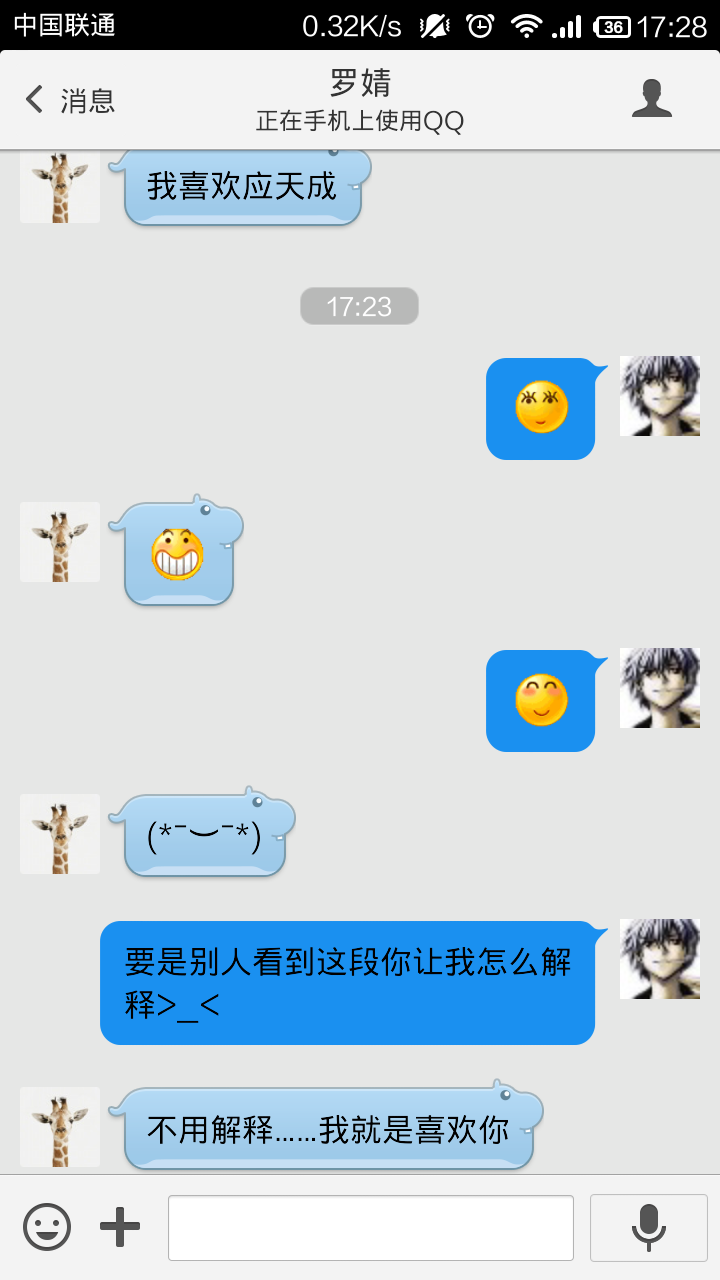 中国联通 0.32K/s 36 17:28
消息
罗婧
正在手机上使用QQ
我喜欢应天成
17:23
(*¯︶¯*)
要是别人看到这段你让我怎么解
释>_<
不用解释……我就是喜欢你